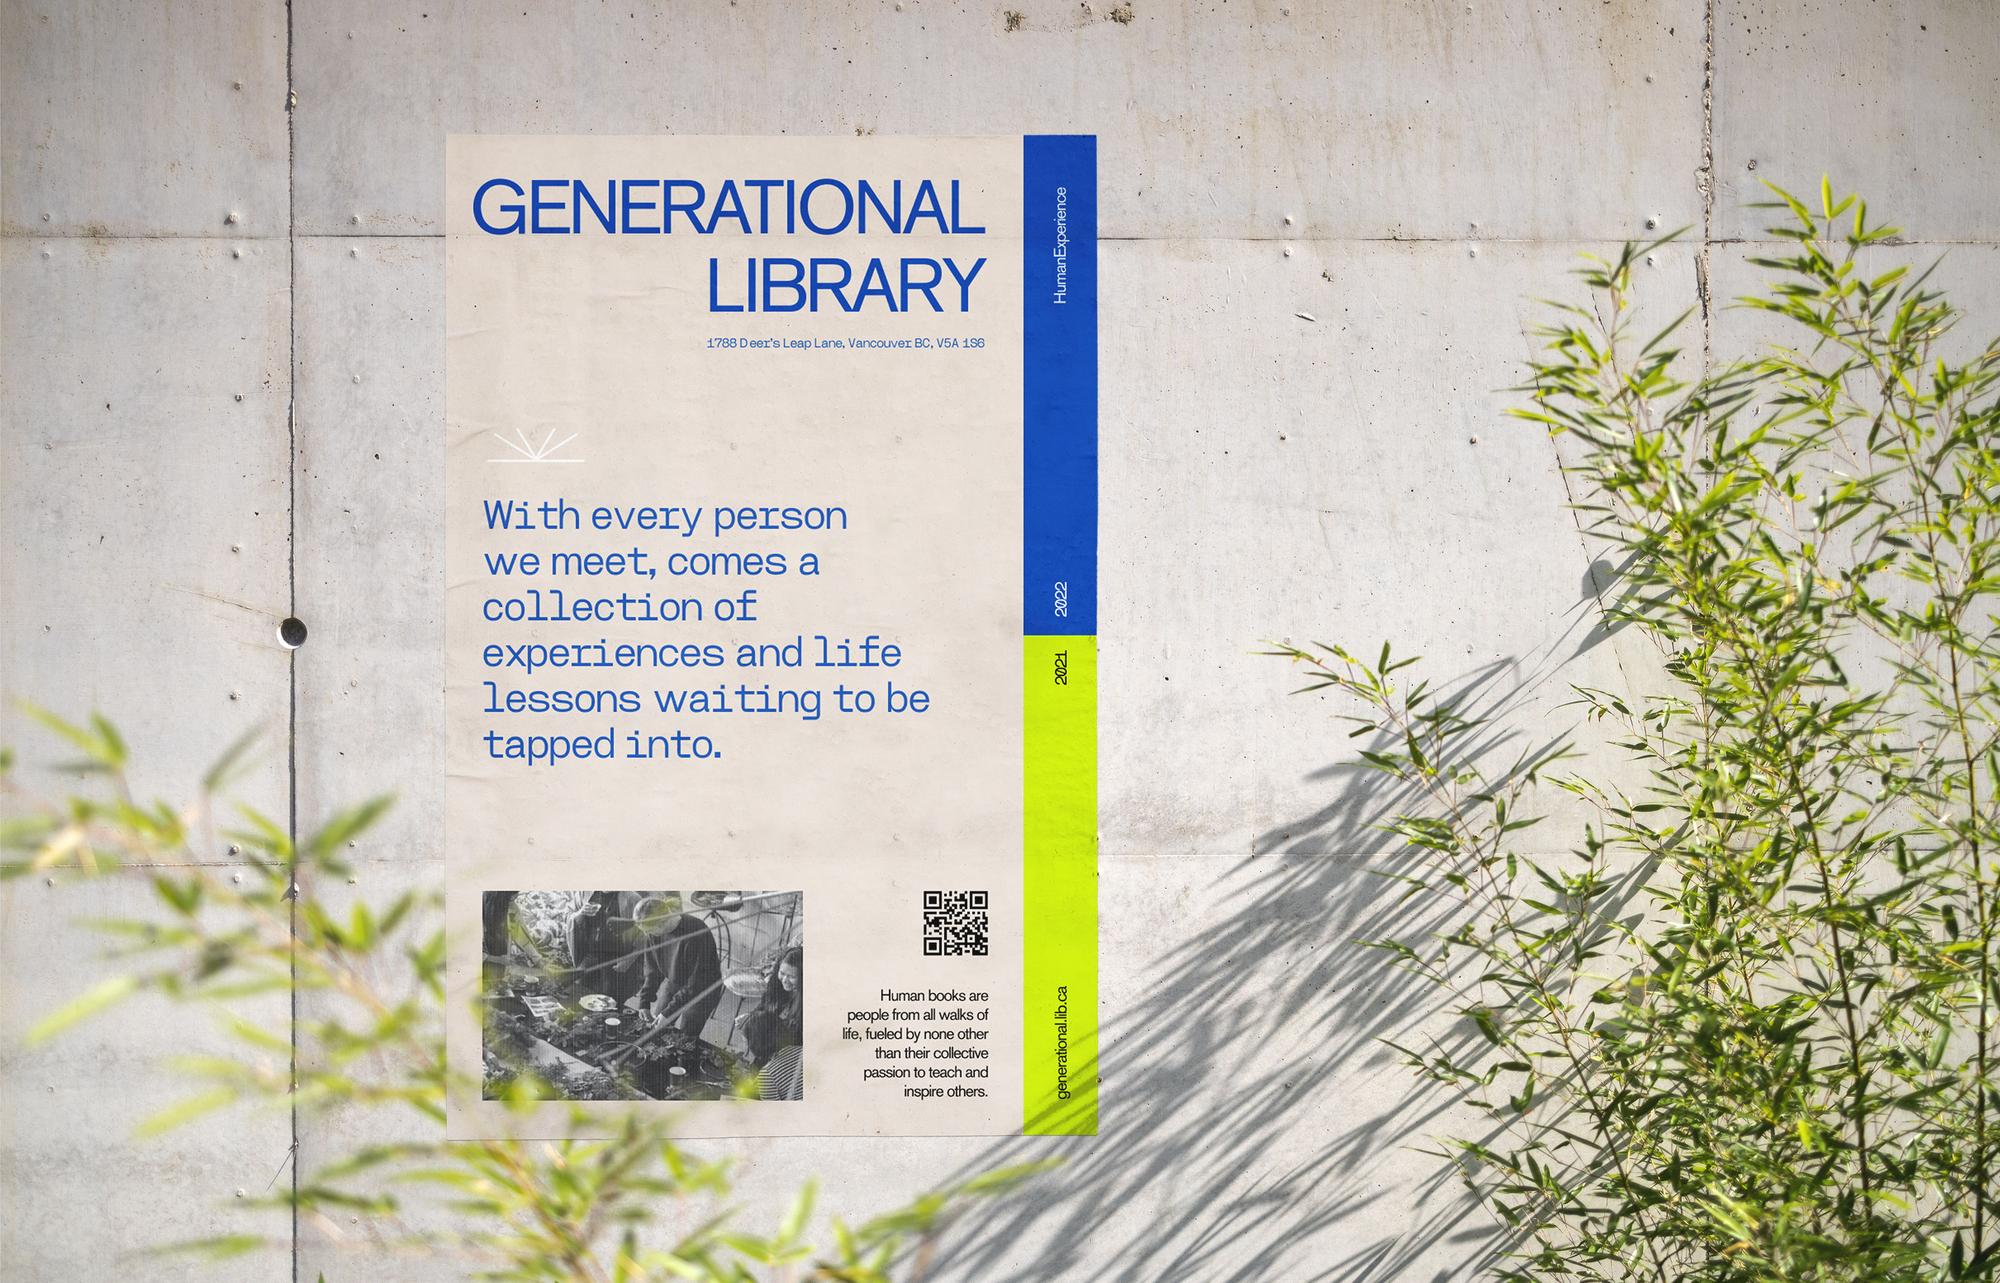 GENERATIONAL
LIBRARY
1788 Deer's Leap Lane, Vancouver BC, V5A 1S6
With every person
we meet, comes a
collection of
experiences and life
lessons waiting to be
tapped into.
Human books are
people from all walks of
life, fueled by none other
than their collective
passion to teach and
inspire others.
HumanExperience
2022
2021
generational.lib.ca